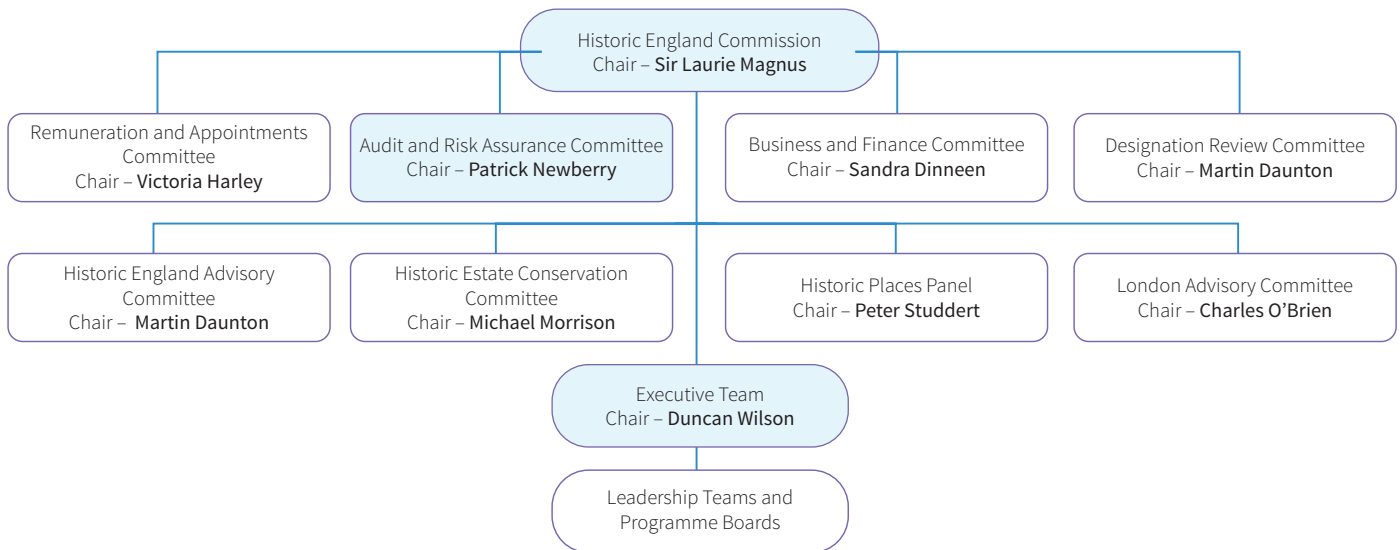 Historic England Commission
Chair – Sir Laurie Magnus
Remuneration and Appointments
Committee
Chair – Victoria Harley
Audit and Risk Assurance Committee
Chair – Patrick Newberry
Business and Finance Committee
Chair – Sandra Dinneen
Designation Review Committee
Chair – Martin Daunton
Historic England Advisory
Committee
Chair – Martin Daunton
Historic Estate Conservation
Committee
Chair – Michael Morrison
Historic Places Panel
Chair – Peter Studdert
London Advisory Committee
Chair – Charles O’Brien
Executive Team
Chair – Duncan Wilson
Leadership Teams and
Programme Boards